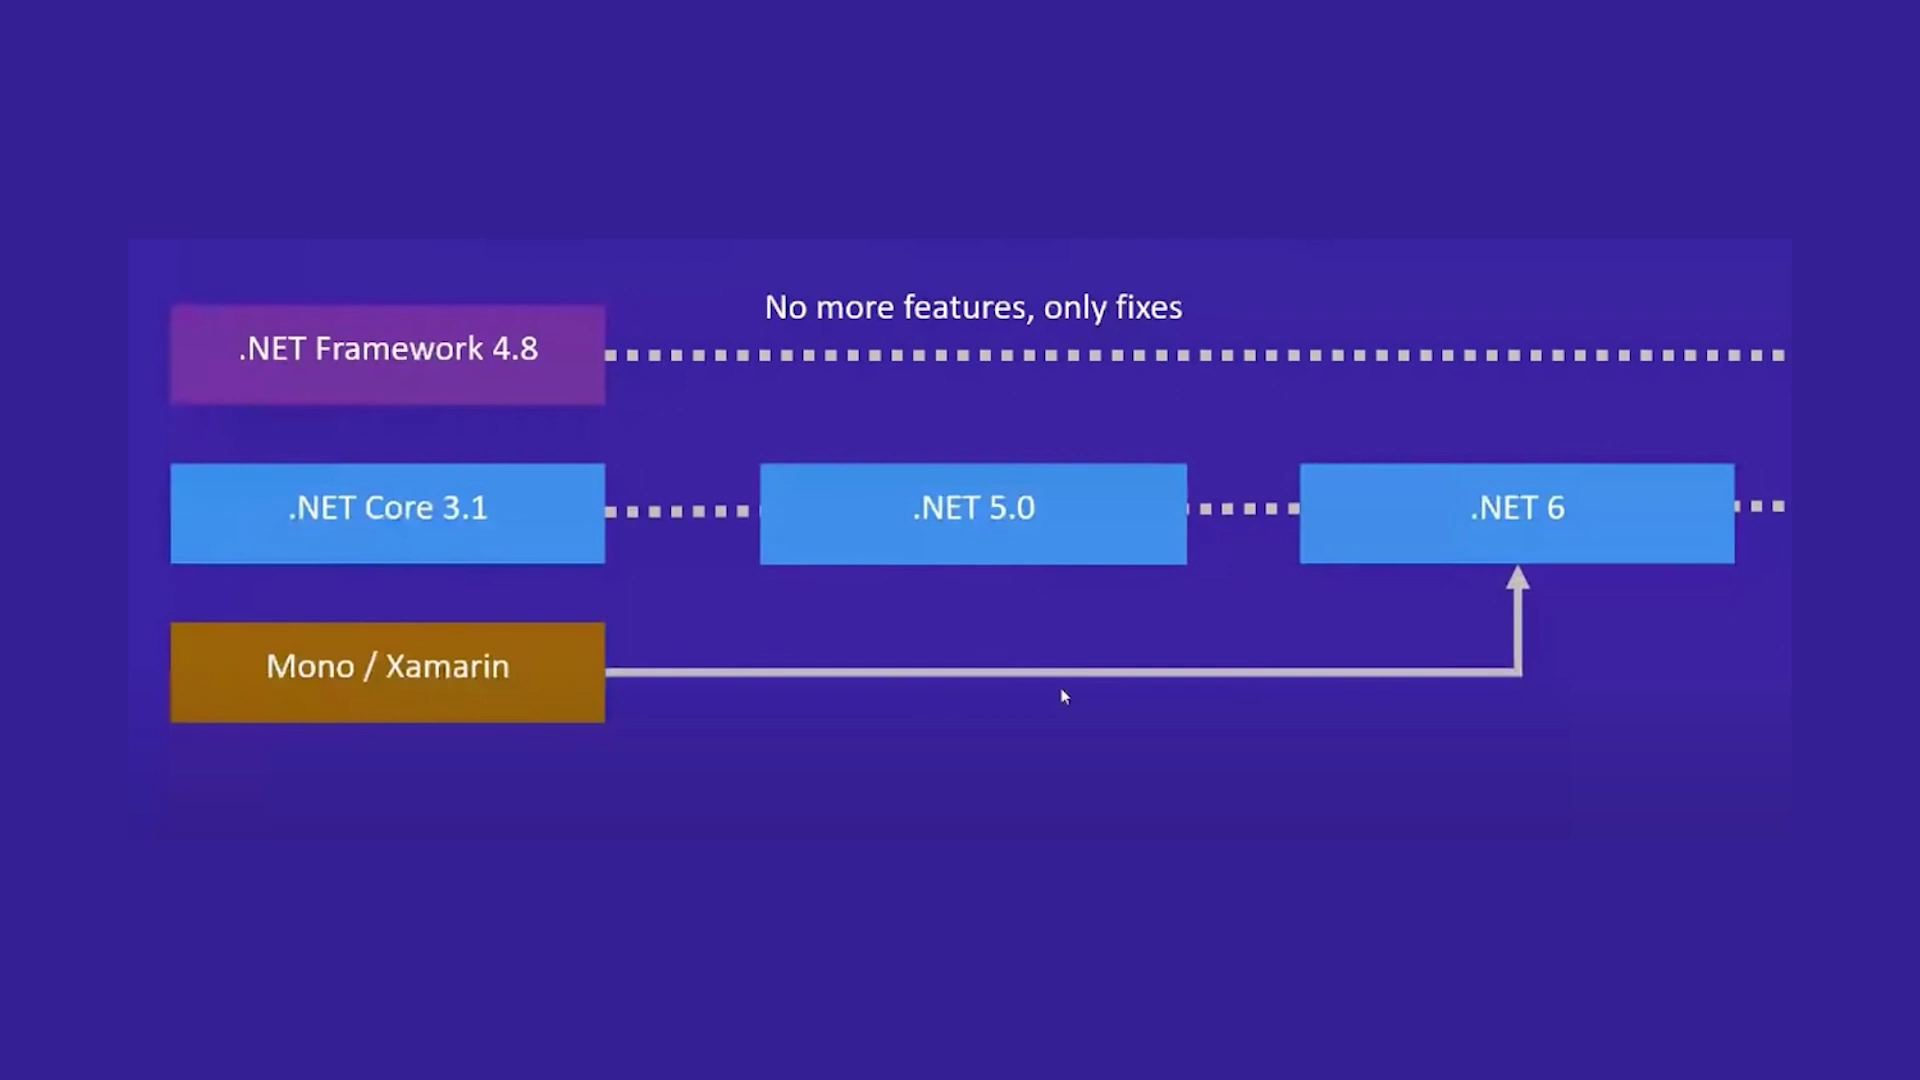 No more features, only fixes
.NET Framework 4.8
.NET Core 3.1
.NET 5.0
.NET 6
Mono / Xamarin